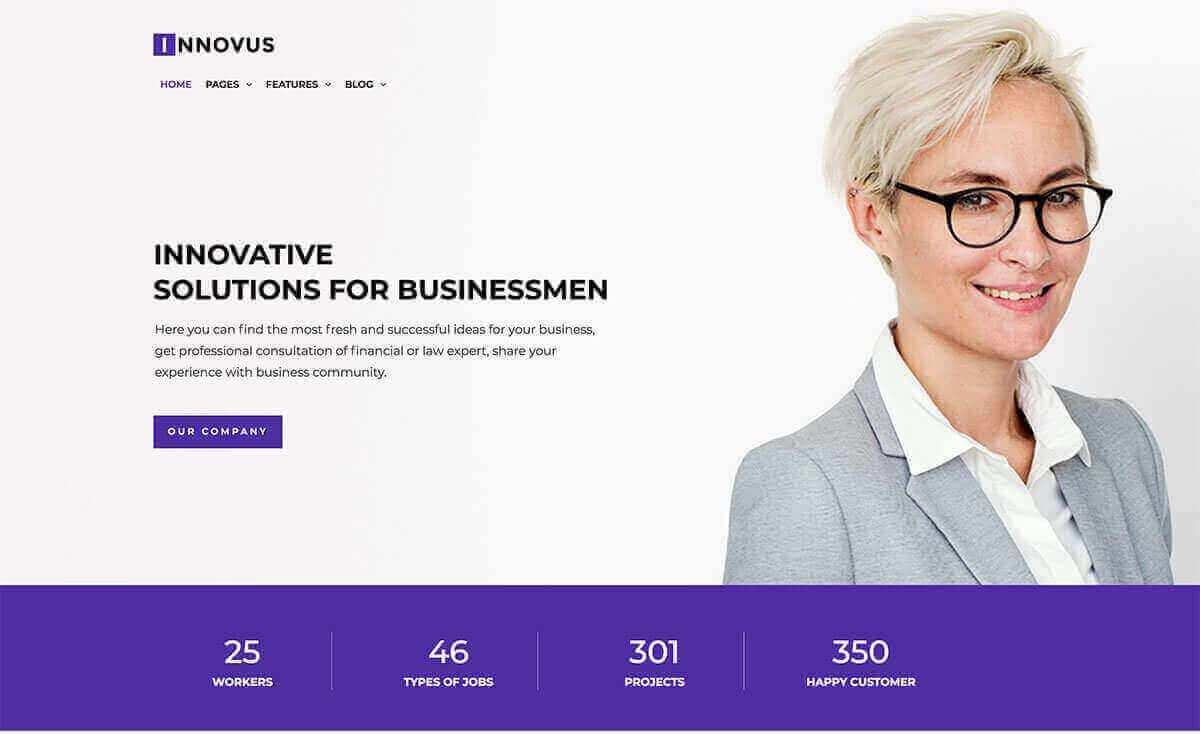 INNOVUS
HOME PAGES FEATURES BLOG
INNOVATIVE
SOLUTIONS FOR BUSINESSMEN
Here you can find the most fresh and successful ideas for your business,
get professional consultation of financial or law expert, share your
experience with business community.
OUR COMPANY
25 46 301 350
WORKERS TYPES OF JOBS PROJECTS HAPPY CUSTOMER